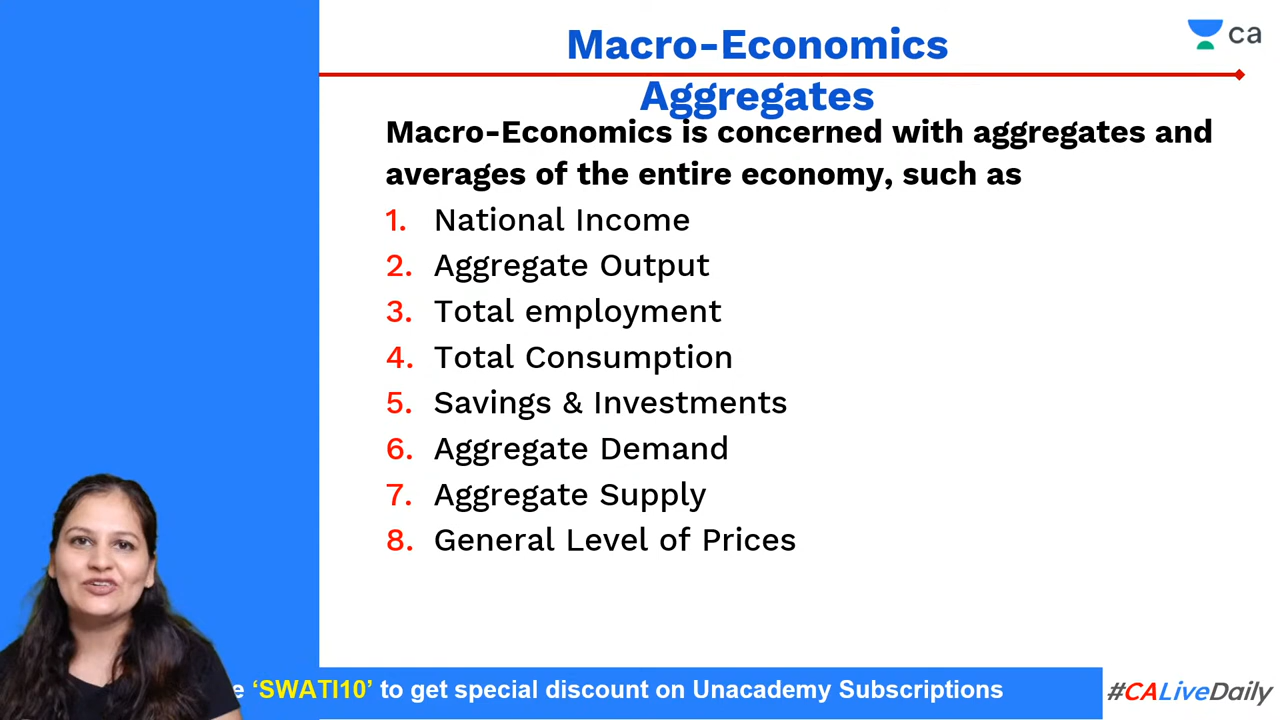 Macro-Economics
ca
Aggregates
Macro-Economics is concerned with aggregates and
averages of the entire economy, such as
1. National Income
2. Aggregate Output
3. Total employment
4. Total Consumption
5. Savings & Investments
6. Aggregate Demand
7. Aggregate Supply
8. General Level of Prices
e ‘SWATI10’ to get special discount on Unacademy Subscriptions
#CALiveDaily